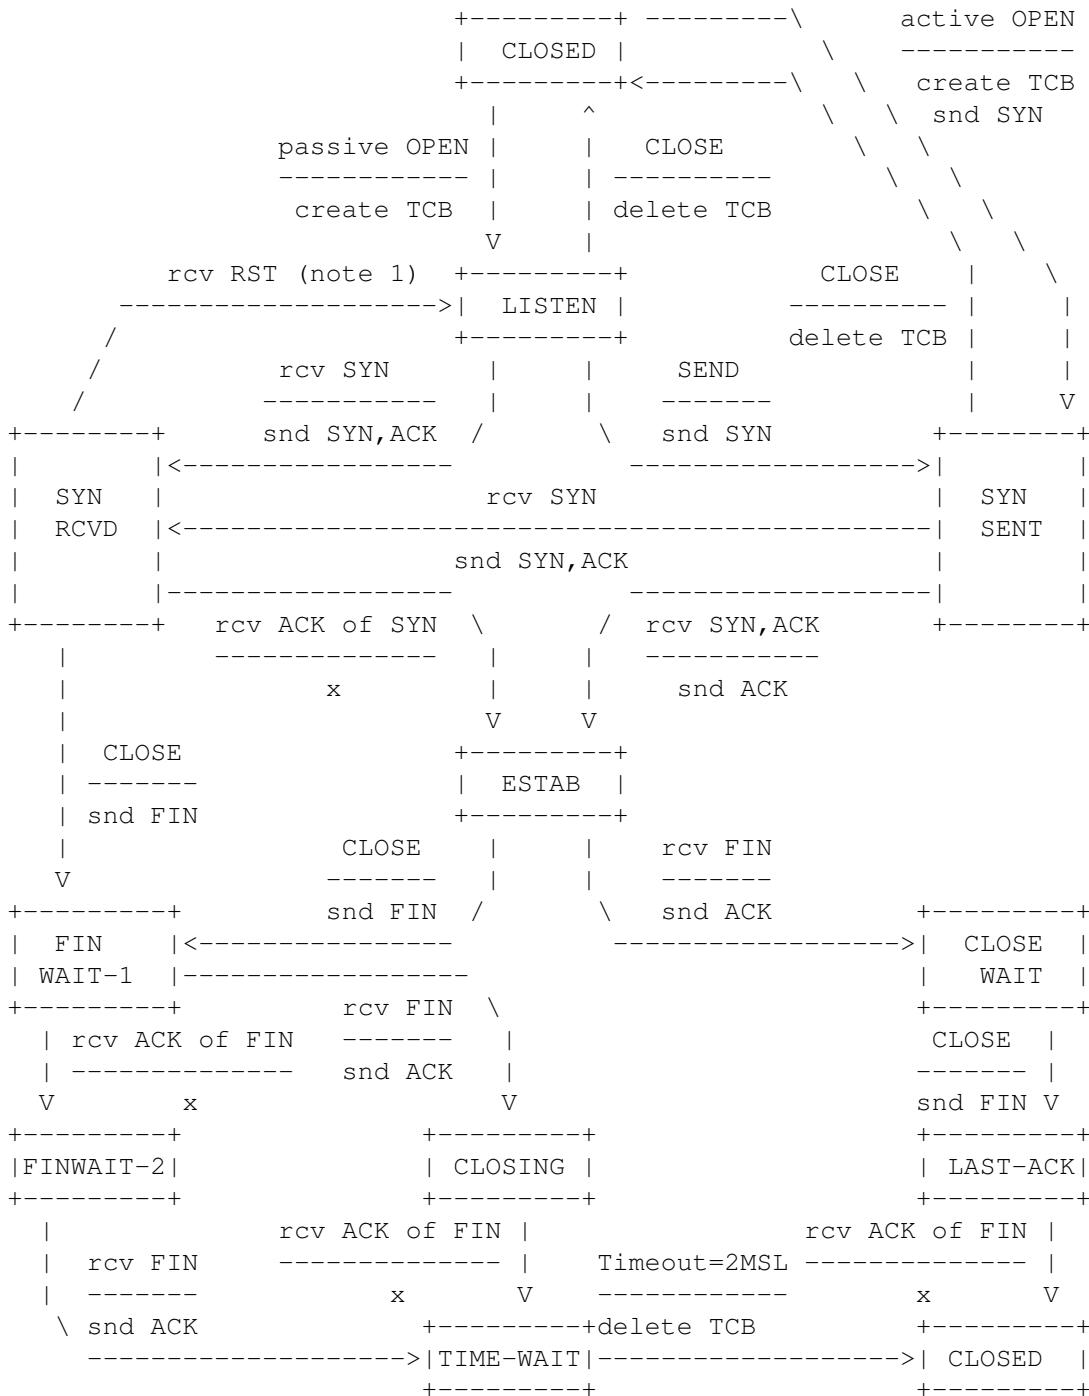 active OPEN
CLOSED
create TCB
snd SYN
passive OPEN CLOSE
create TCB delete TCB
rcv RST (note 1) CLOSE
LISTEN
delete TCB
rcv SYN SEND
snd SYN,ACK snd SYN
SYN rcv SYN SYN
RCVD SENT
snd SYN,ACK
rcv ACK of SYN rcv SYN,ACK
x snd ACK
CLOSE
ESTAB
snd FIN
CLOSE rcv FIN
snd FIN snd ACK
FIN CLOSE
WAIT-1 WAIT
rcv FIN
rcv ACK of FIN CLOSE
snd ACK
x snd FIN
FINWAIT-2 CLOSING LAST-ACK
rcv ACK of FIN rcv ACK of FIN
rcv FIN Timeout=2MSL
x x
snd ACK delete TCB
TIME-WAIT CLOSED